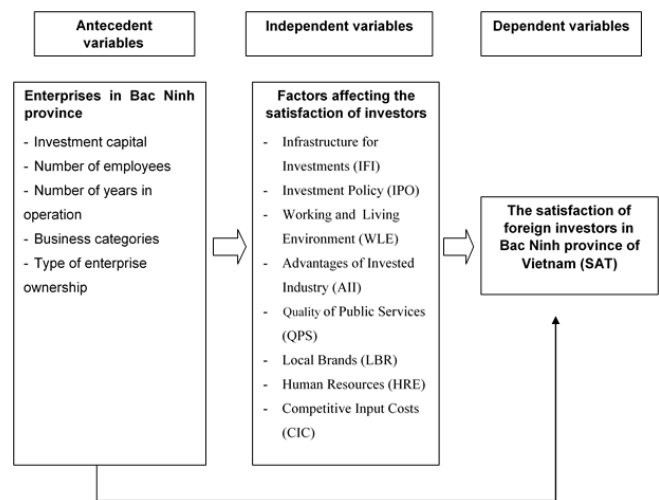 Antecedent
variables
Independent variables
Dependent variables
Enterprises in Bac Ninh
province
- Investment capital
- Number of employees
- Number of years in
operation
- Business categories
- Type of enterprise
ownership
Factors affecting the
satisfaction of investors
- Infrastructure for
Investments (IFI)
- Investment Policy (IPO)
- Working and Living
Environment (WLE)
- Advantages of Invested
Industry (AII)
- Quality of Public Services
(QPS)
- Local Brands (LBR)
- Human Resources (HRE)
- Competitive Input Costs
(CIC)
The satisfaction of
foreign investors in
Bac Ninh province of
Vietnam (SAT)